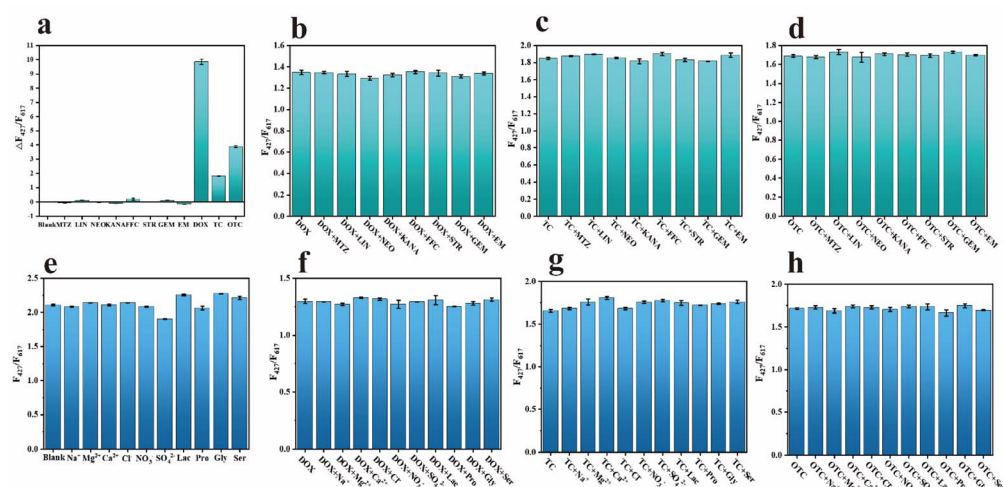 a
b
c
d
11
10
9
8
7
6
5
4
3
2
1
0
-1
△F427/F617
Blank MTZ LIN NEO KANA FFC STR GEM EM DOX TC OTC
1.6
1.4
1.2
1.0
0.8
0.6
0.4
0.2
0.0
F427/F617
DOX DOX+MTZ DOX+LIN DOX+NEO DOX+KANA DOX+FFC DOX+STR DOX+GEM DOX+EM
2.0
1.8
1.6
1.4
1.2
1.0
0.8
0.6
0.4
0.2
0.0
F427/F617
TC TC+MTZ TC+LIN TC+NEO TC+KANA TC+FFC TC+STR TC+GEM TC+EM
1.8
1.6
1.4
1.2
1.0
0.8
0.6
0.4
0.2
0.0
F427/F617
OTC OTC+MTZ OTC+LIN OTC+NEO OTC+KANA OTC+FFC OTC+STR OTC+GEM OTC+EM
e
f
g
h
2.5
2.0
1.5
1.0
0.5
0.0
F427/F617
Blank Na⁺ Mg²⁺ Ca²⁺ Cl⁻ NO₃⁻ SO₄²⁻ Lac Pro Gly Ser
1.5
1.0
0.5
0.0
F427/F617
DOX DOX+Na⁺ DOX+Mg²⁺ DOX+Ca²⁺ DOX+Cl⁻ DOX+NO₃⁻ DOX+SO₄²⁻ DOX+Lac DOX+Pro DOX+Gly DOX+Ser
2.0
1.5
1.0
0.5
0.0
F427/F617
TC TC+Na⁺ TC+Mg²⁺ TC+Ca²⁺ TC+Cl⁻ TC+NO₃⁻ TC+SO₄²⁻ TC+Lac TC+Pro TC+Gly TC+Ser
2.0
1.5
1.0
0.5
0.0
F427/F617
OTC